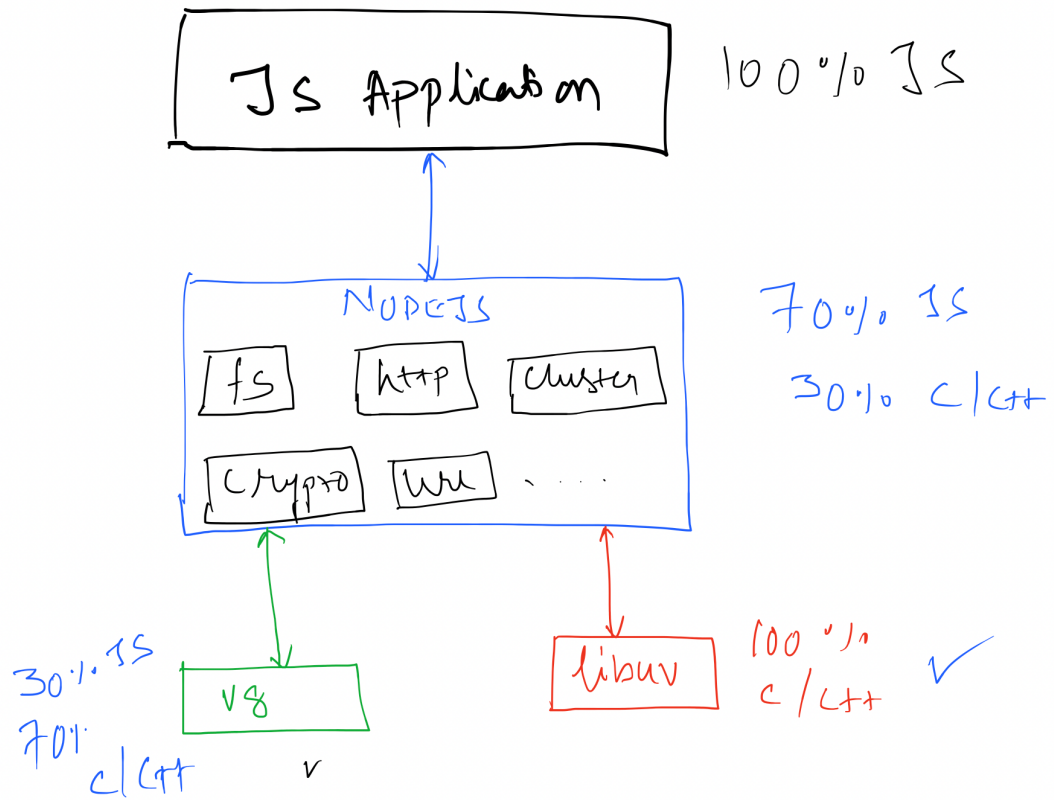 JS Application
100% JS
NODEJS
70% JS
30% C/C++
fs
http
cluster
crypto
url
.....
30% JS
70%
C/C++
V8
libuv
100%
C/C++
v